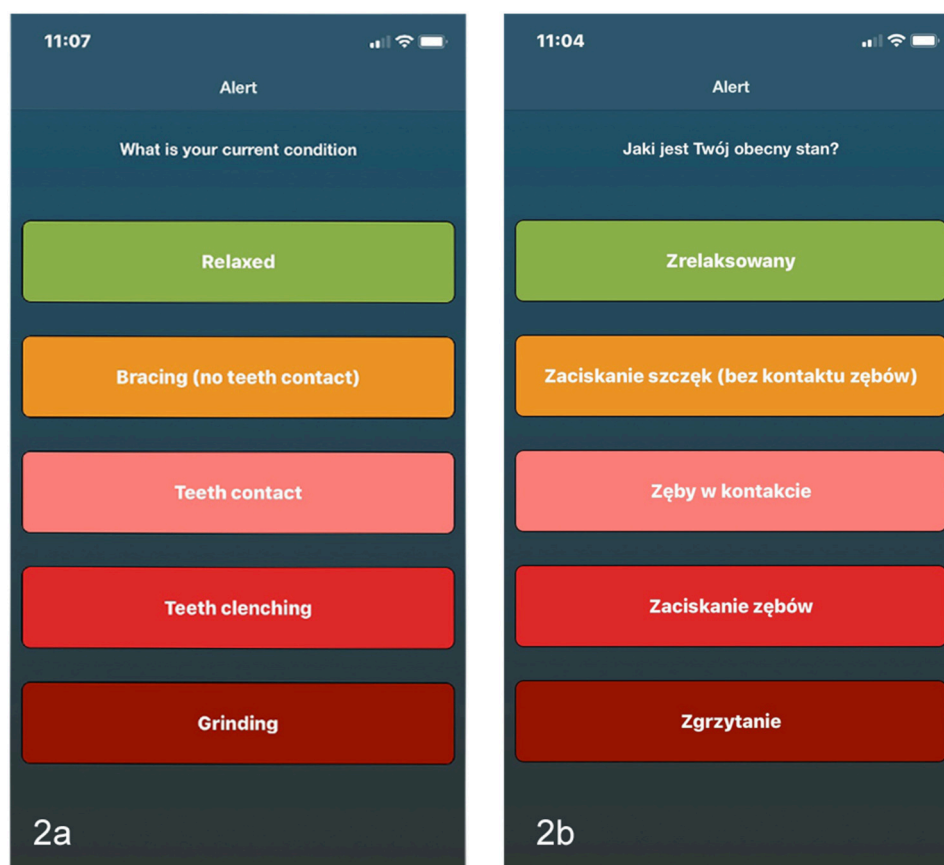 11:07
Alert
What is your current condition
Relaxed
Bracing (no teeth contact)
Teeth contact
Teeth clenching
Grinding
2a
11:04
Alert
Jaki jest Twój obecny stan?
Zrelaksowany
Zaciskanie szczęk (bez kontaktu zębów)
Zęby w kontakcie
Zaciskanie zębów
Zgrzytanie
2b